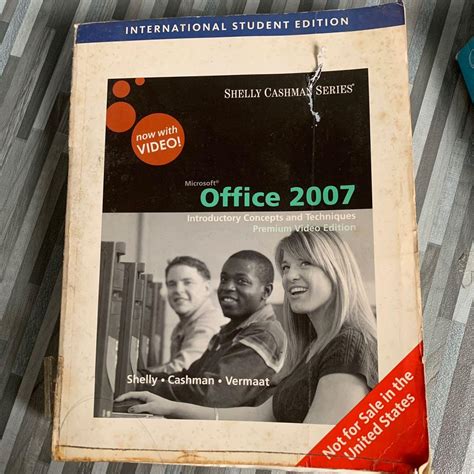 INTERNATIONAL STUDENT EDITION
SHELLY CASHMAN SERIES®
now with
VIDEO!
Microsoft®
Office 2007
Introductory Concepts and Techniques
Premium Video Edition
Shelly • Cashman • Vermaat
Not for Sale in the
United States